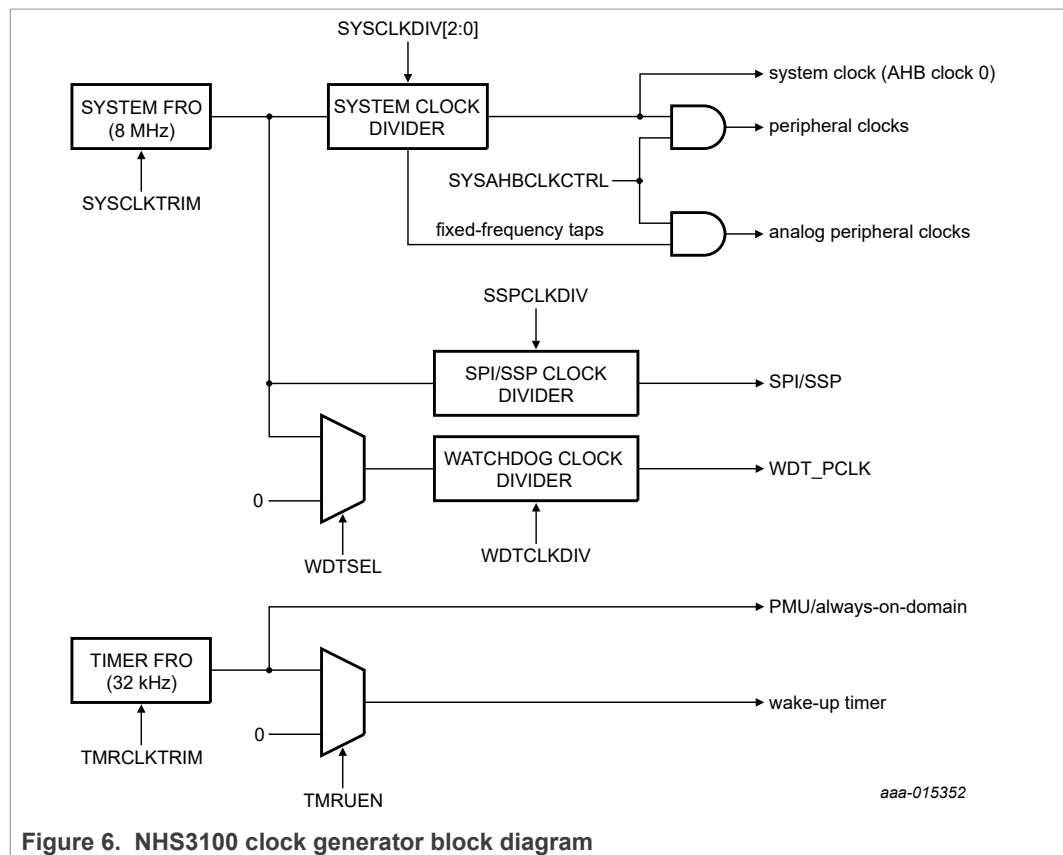 SYSCLKDIV[2:0]
SYSTEM FRO
(8 MHz)
SYSTEM CLOCK
DIVIDER
system clock (AHB clock 0)
peripheral clocks
SYSCLKTRIM
SYSAHBCLKCTRL
fixed-frequency taps
analog peripheral clocks
SSPCLKDIV
SPI/SSP CLOCK
DIVIDER
SPI/SSP
WATCHDOG CLOCK
DIVIDER
WDT_PCLK
0
WDTSEL
WDTCLKDIV
PMU/always-on-domain
TIMER FRO
(32 kHz)
wake-up timer
0
TMRCLKTRIM
TMRUEN
aaa-015352
Figure 6. NHS3100 clock generator block diagram